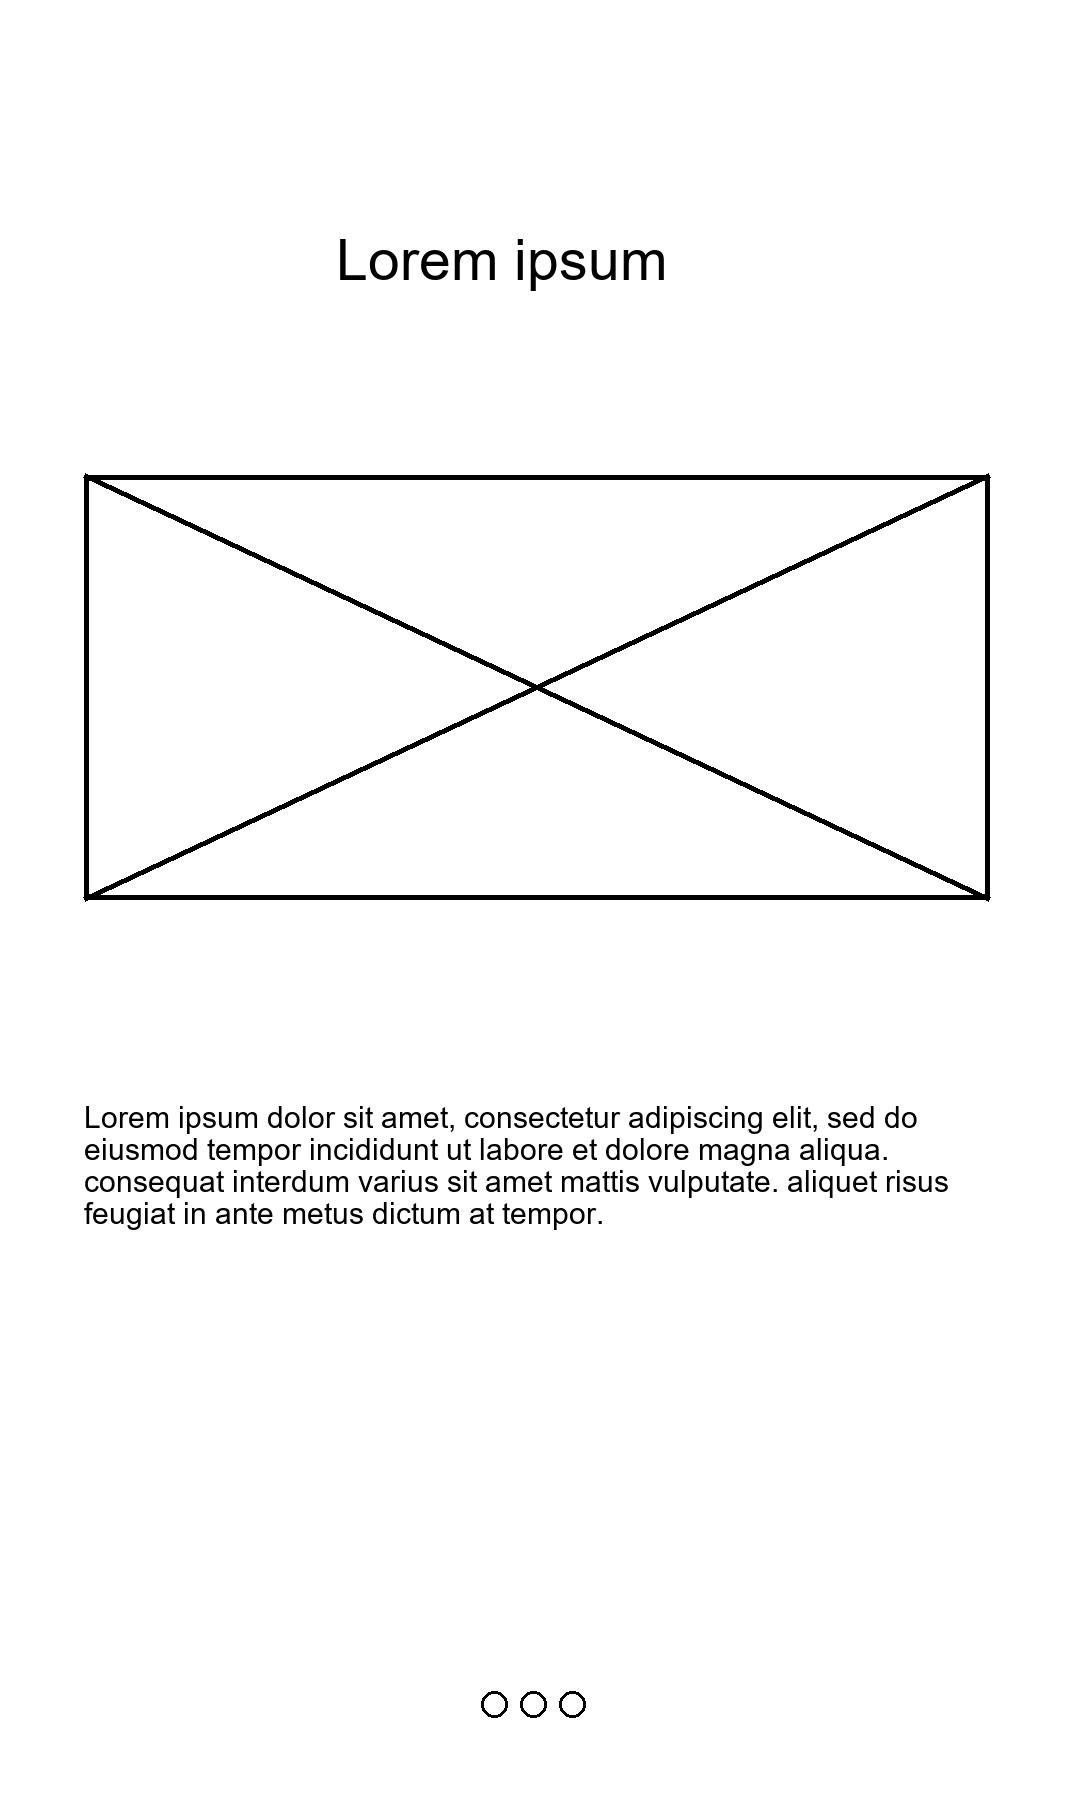 Lorem ipsum
Lorem ipsum dolor sit amet, consectetur adipiscing elit, sed do
eiusmod tempor incididunt ut labore et dolore magna aliqua.
consequat interdum varius sit amet mattis vulputate. aliquet risus
feugiat in ante metus dictum at tempor.